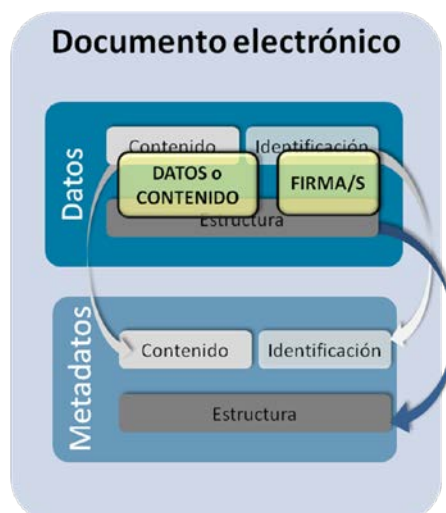 Documento electrónico
Datos
Contenido
Identificación
DATOS o
CONTENIDO
FIRMA/S
Estructura
Metadatos
Contenido
Identificación
Estructura